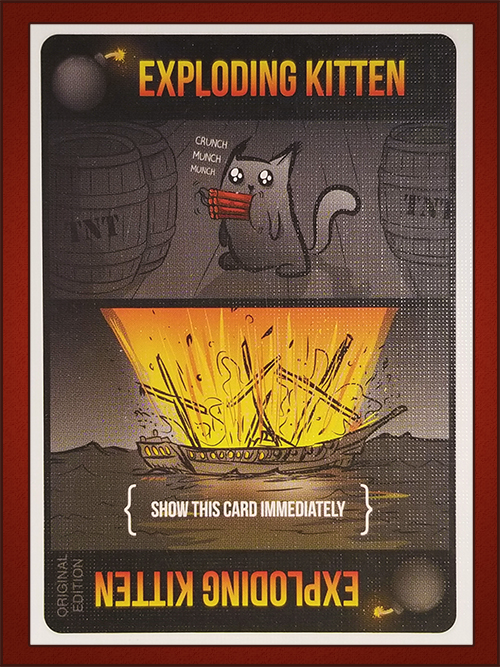 EXPLODING KITTEN
CRUNCH
MUNCH
MUNCH
TNT
TNT
{ SHOW THIS CARD IMMEDIATELY }
ORIGINAL
EDITION
EXPLODING KITTEN